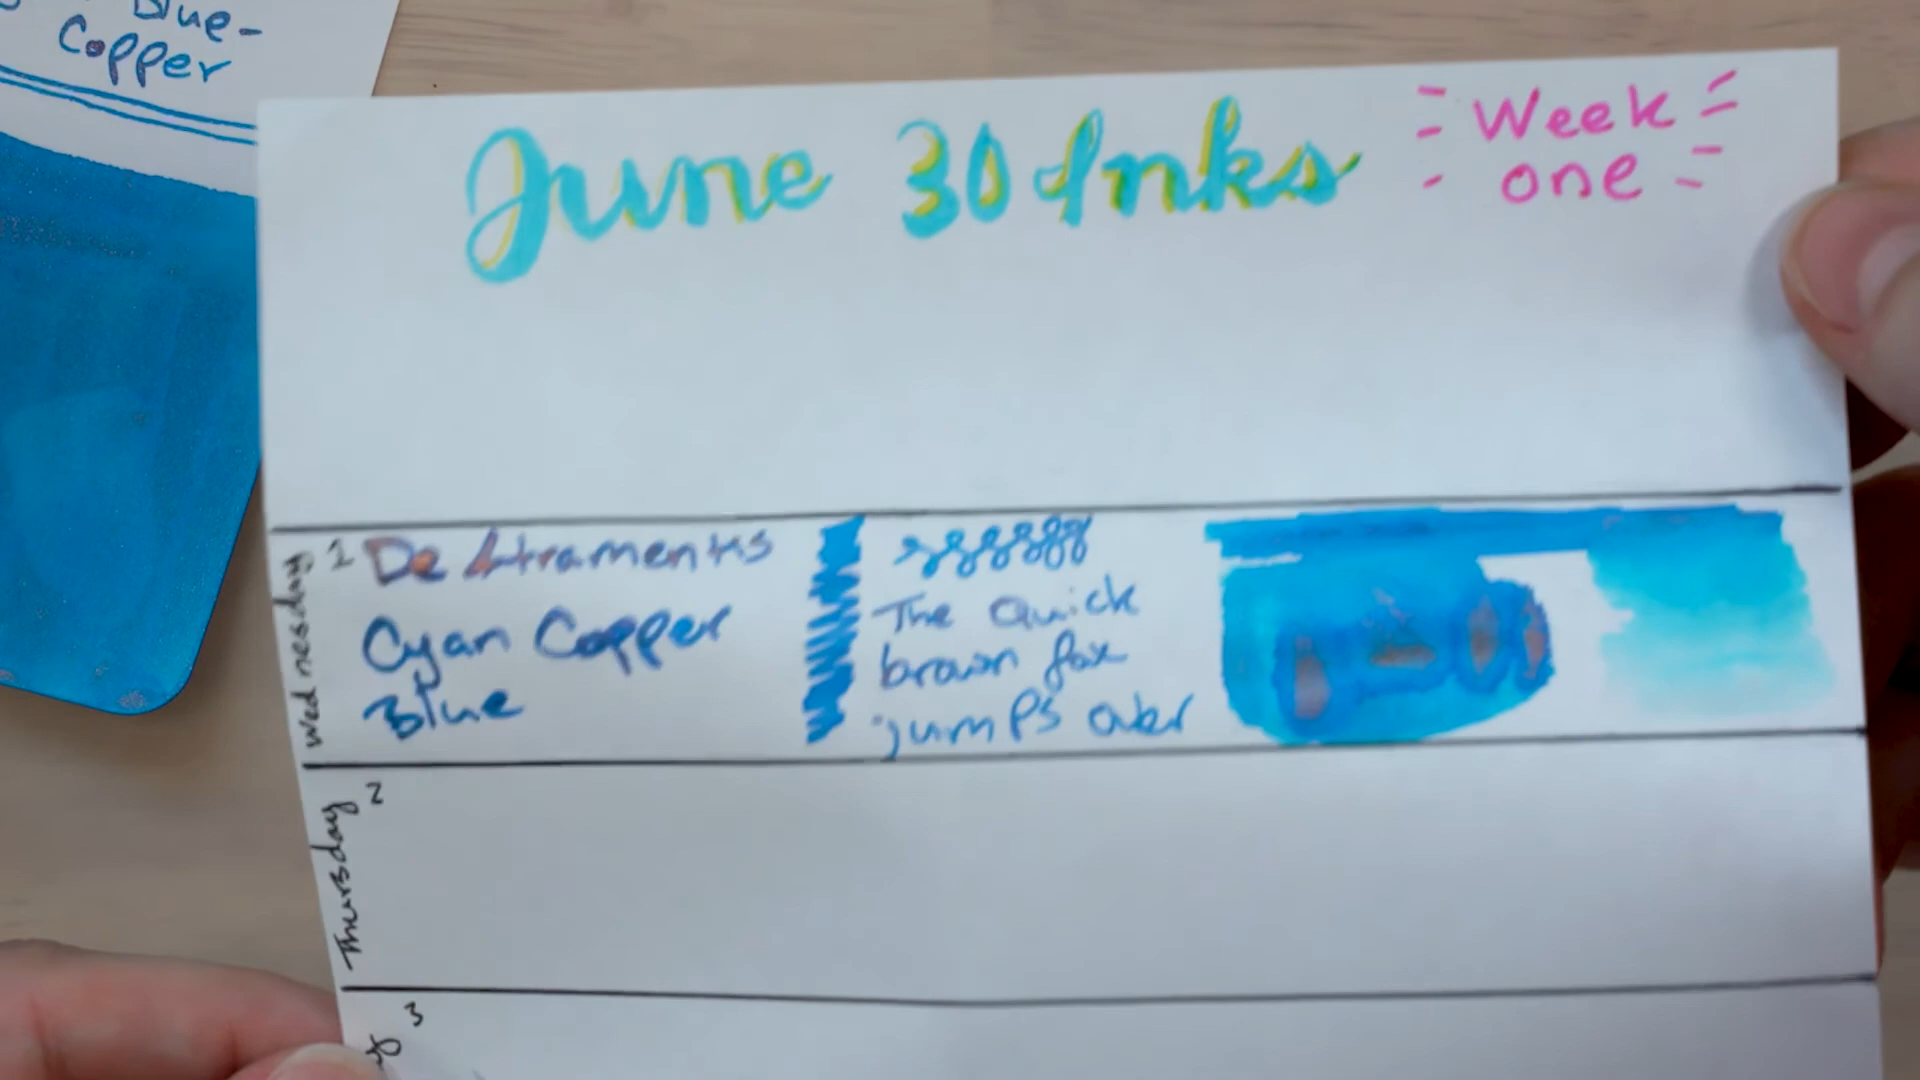 Blue-
Copper
June 30 Inks
Week
one
Wednesday
1
De Atramentis
Cyan Copper
Blue
The Quick
brown fox
jumps over
Thursday
2
3